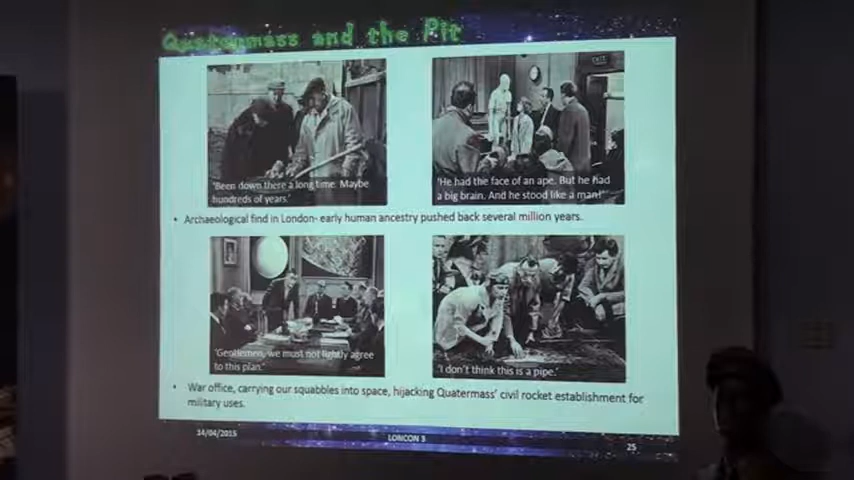 Quatermass and the Pit
'Been down there a long time. Maybe
hundreds of years.'
'He had the face of an ape. But he had
a big brain. And he stood like a man!'
EXIT
• Archaeological find in London- early human ancestry pushed back several million years.
'Gentlemen, we must not lightly agree
to this plan.'
'I don't think this is a pipe.'
• War office, carrying our squabbles into space, hijacking Quatermass' civil rocket establishment for
military uses.
14/04/2015
LONCON 3
25